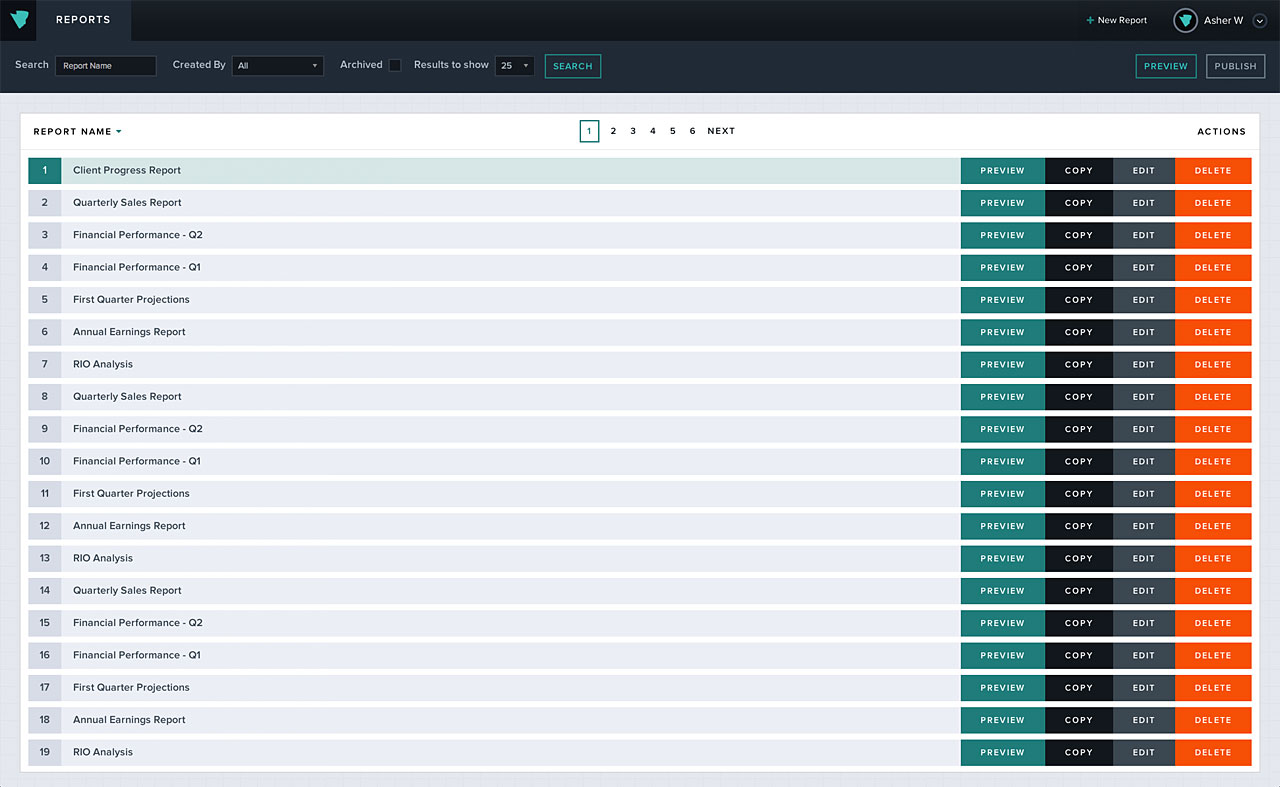 REPORTS + New Report Asher W
Search Report Name Created By All Archived Results to show 25 SEARCH PREVIEW PUBLISH
REPORT NAME 1 2 3 4 5 6 NEXT ACTIONS
1 Client Progress Report PREVIEW COPY EDIT DELETE
2 Quarterly Sales Report PREVIEW COPY EDIT DELETE
3 Financial Performance - Q2 PREVIEW COPY EDIT DELETE
4 Financial Performance - Q1 PREVIEW COPY EDIT DELETE
5 First Quarter Projections PREVIEW COPY EDIT DELETE
6 Annual Earnings Report PREVIEW COPY EDIT DELETE
7 RIO Analysis PREVIEW COPY EDIT DELETE
8 Quarterly Sales Report PREVIEW COPY EDIT DELETE
9 Financial Performance - Q2 PREVIEW COPY EDIT DELETE
10 Financial Performance - Q1 PREVIEW COPY EDIT DELETE
11 First Quarter Projections PREVIEW COPY EDIT DELETE
12 Annual Earnings Report PREVIEW COPY EDIT DELETE
13 RIO Analysis PREVIEW COPY EDIT DELETE
14 Quarterly Sales Report PREVIEW COPY EDIT DELETE
15 Financial Performance - Q2 PREVIEW COPY EDIT DELETE
16 Financial Performance - Q1 PREVIEW COPY EDIT DELETE
17 First Quarter Projections PREVIEW COPY EDIT DELETE
18 Annual Earnings Report PREVIEW COPY EDIT DELETE
19 RIO Analysis PREVIEW COPY EDIT DELETE